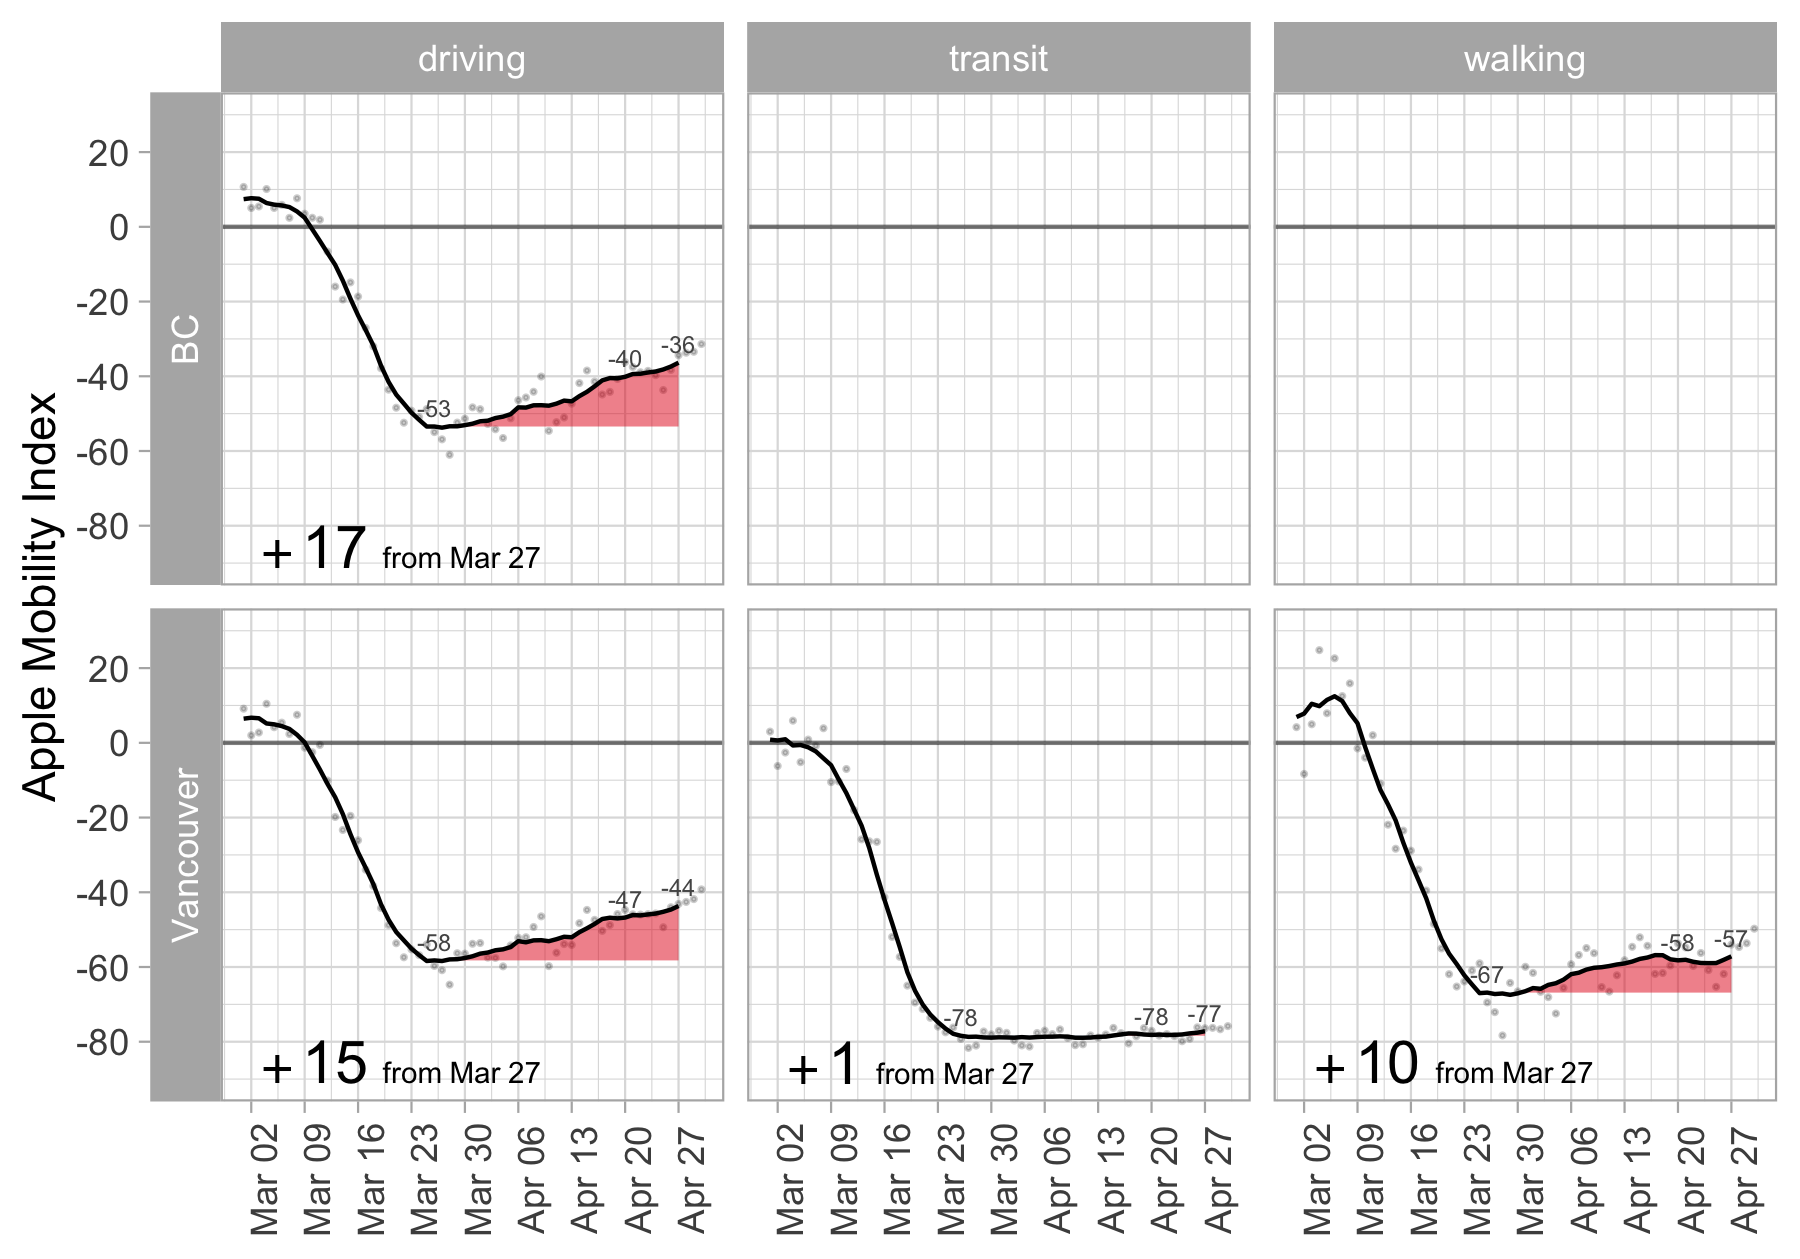 driving
transit
walking
Apple Mobility Index
BC
20
0
-20
-40
-60
-80
-53
-40
-36
+ 17 from Mar 27
Vancouver
20
0
-20
-40
-60
-80
-58
-47
-44
+ 15 from Mar 27
-78
-78
-77
+ 1 from Mar 27
-67
-58
-57
+ 10 from Mar 27
Mar 02
Mar 09
Mar 16
Mar 23
Mar 30
Apr 06
Apr 13
Apr 20
Apr 27
Mar 02
Mar 09
Mar 16
Mar 23
Mar 30
Apr 06
Apr 13
Apr 20
Apr 27
Mar 02
Mar 09
Mar 16
Mar 23
Mar 30
Apr 06
Apr 13
Apr 20
Apr 27